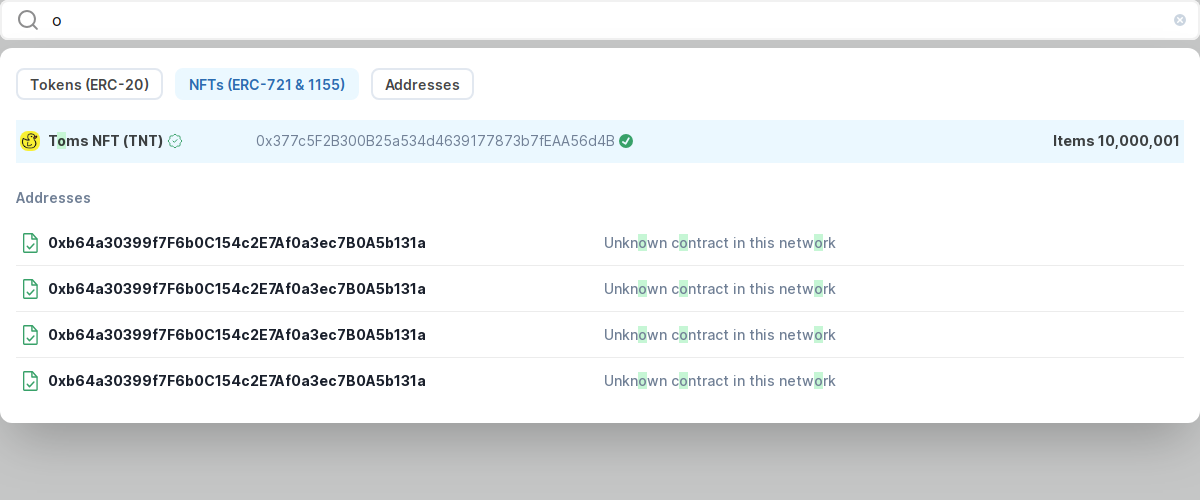 o
Tokens (ERC-20) NFTs (ERC-721 & 1155) Addresses
Toms NFT (TNT) 0x377c5F2B300B25a534d4639177873b7fEAA56d4B Items 10,000,001
Addresses
0xb64a30399f7F6b0C154c2E7Af0a3ec7B0A5b131a Unknown contract in this network
0xb64a30399f7F6b0C154c2E7Af0a3ec7B0A5b131a Unknown contract in this network
0xb64a30399f7F6b0C154c2E7Af0a3ec7B0A5b131a Unknown contract in this network
0xb64a30399f7F6b0C154c2E7Af0a3ec7B0A5b131a Unknown contract in this network